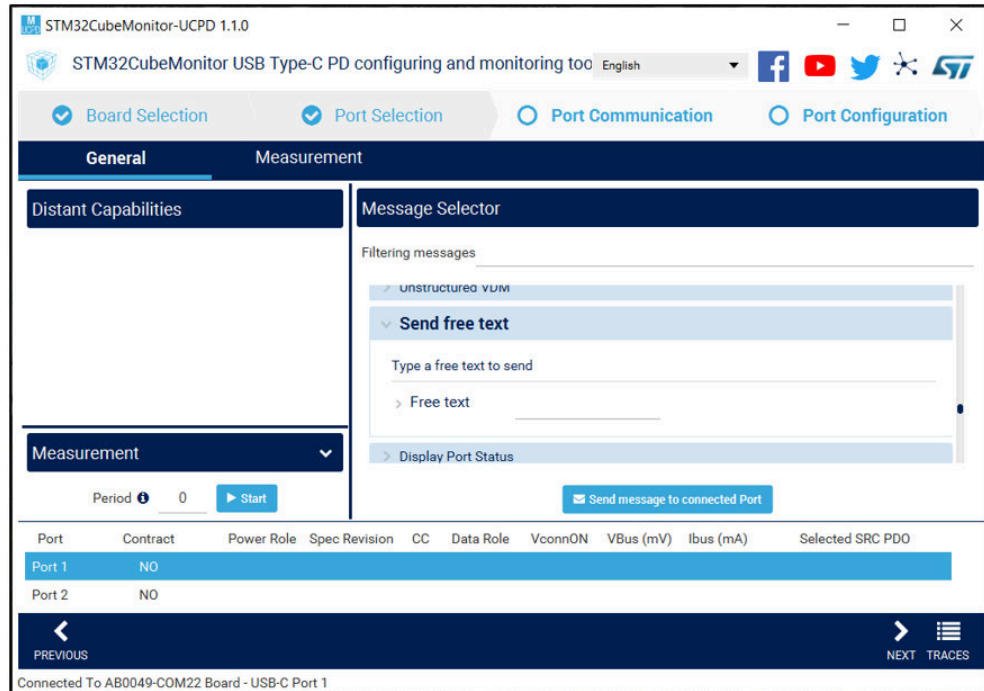 M
UCPD
STM32CubeMonitor-UCPD 1.1.0
STM32CubeMonitor USB Type-C PD configuring and monitoring too
English
Board Selection
Port Selection
Port Communication
Port Configuration
General
Measurement
Distant Capabilities
Message Selector
Filtering messages
Unstructured VDM
Send free text
Type a free text to send
Free text
Measurement
Display Port Status
Period
0
Start
Send message to connected Port
Port Contract Power Role Spec Revision CC Data Role VconnON VBus (mV) Ibus (mA) Selected SRC PDO
Port 1 NO
Port 2 NO
PREVIOUS
NEXT TRACES
Connected To AB0049-COM22 Board - USB-C Port 1